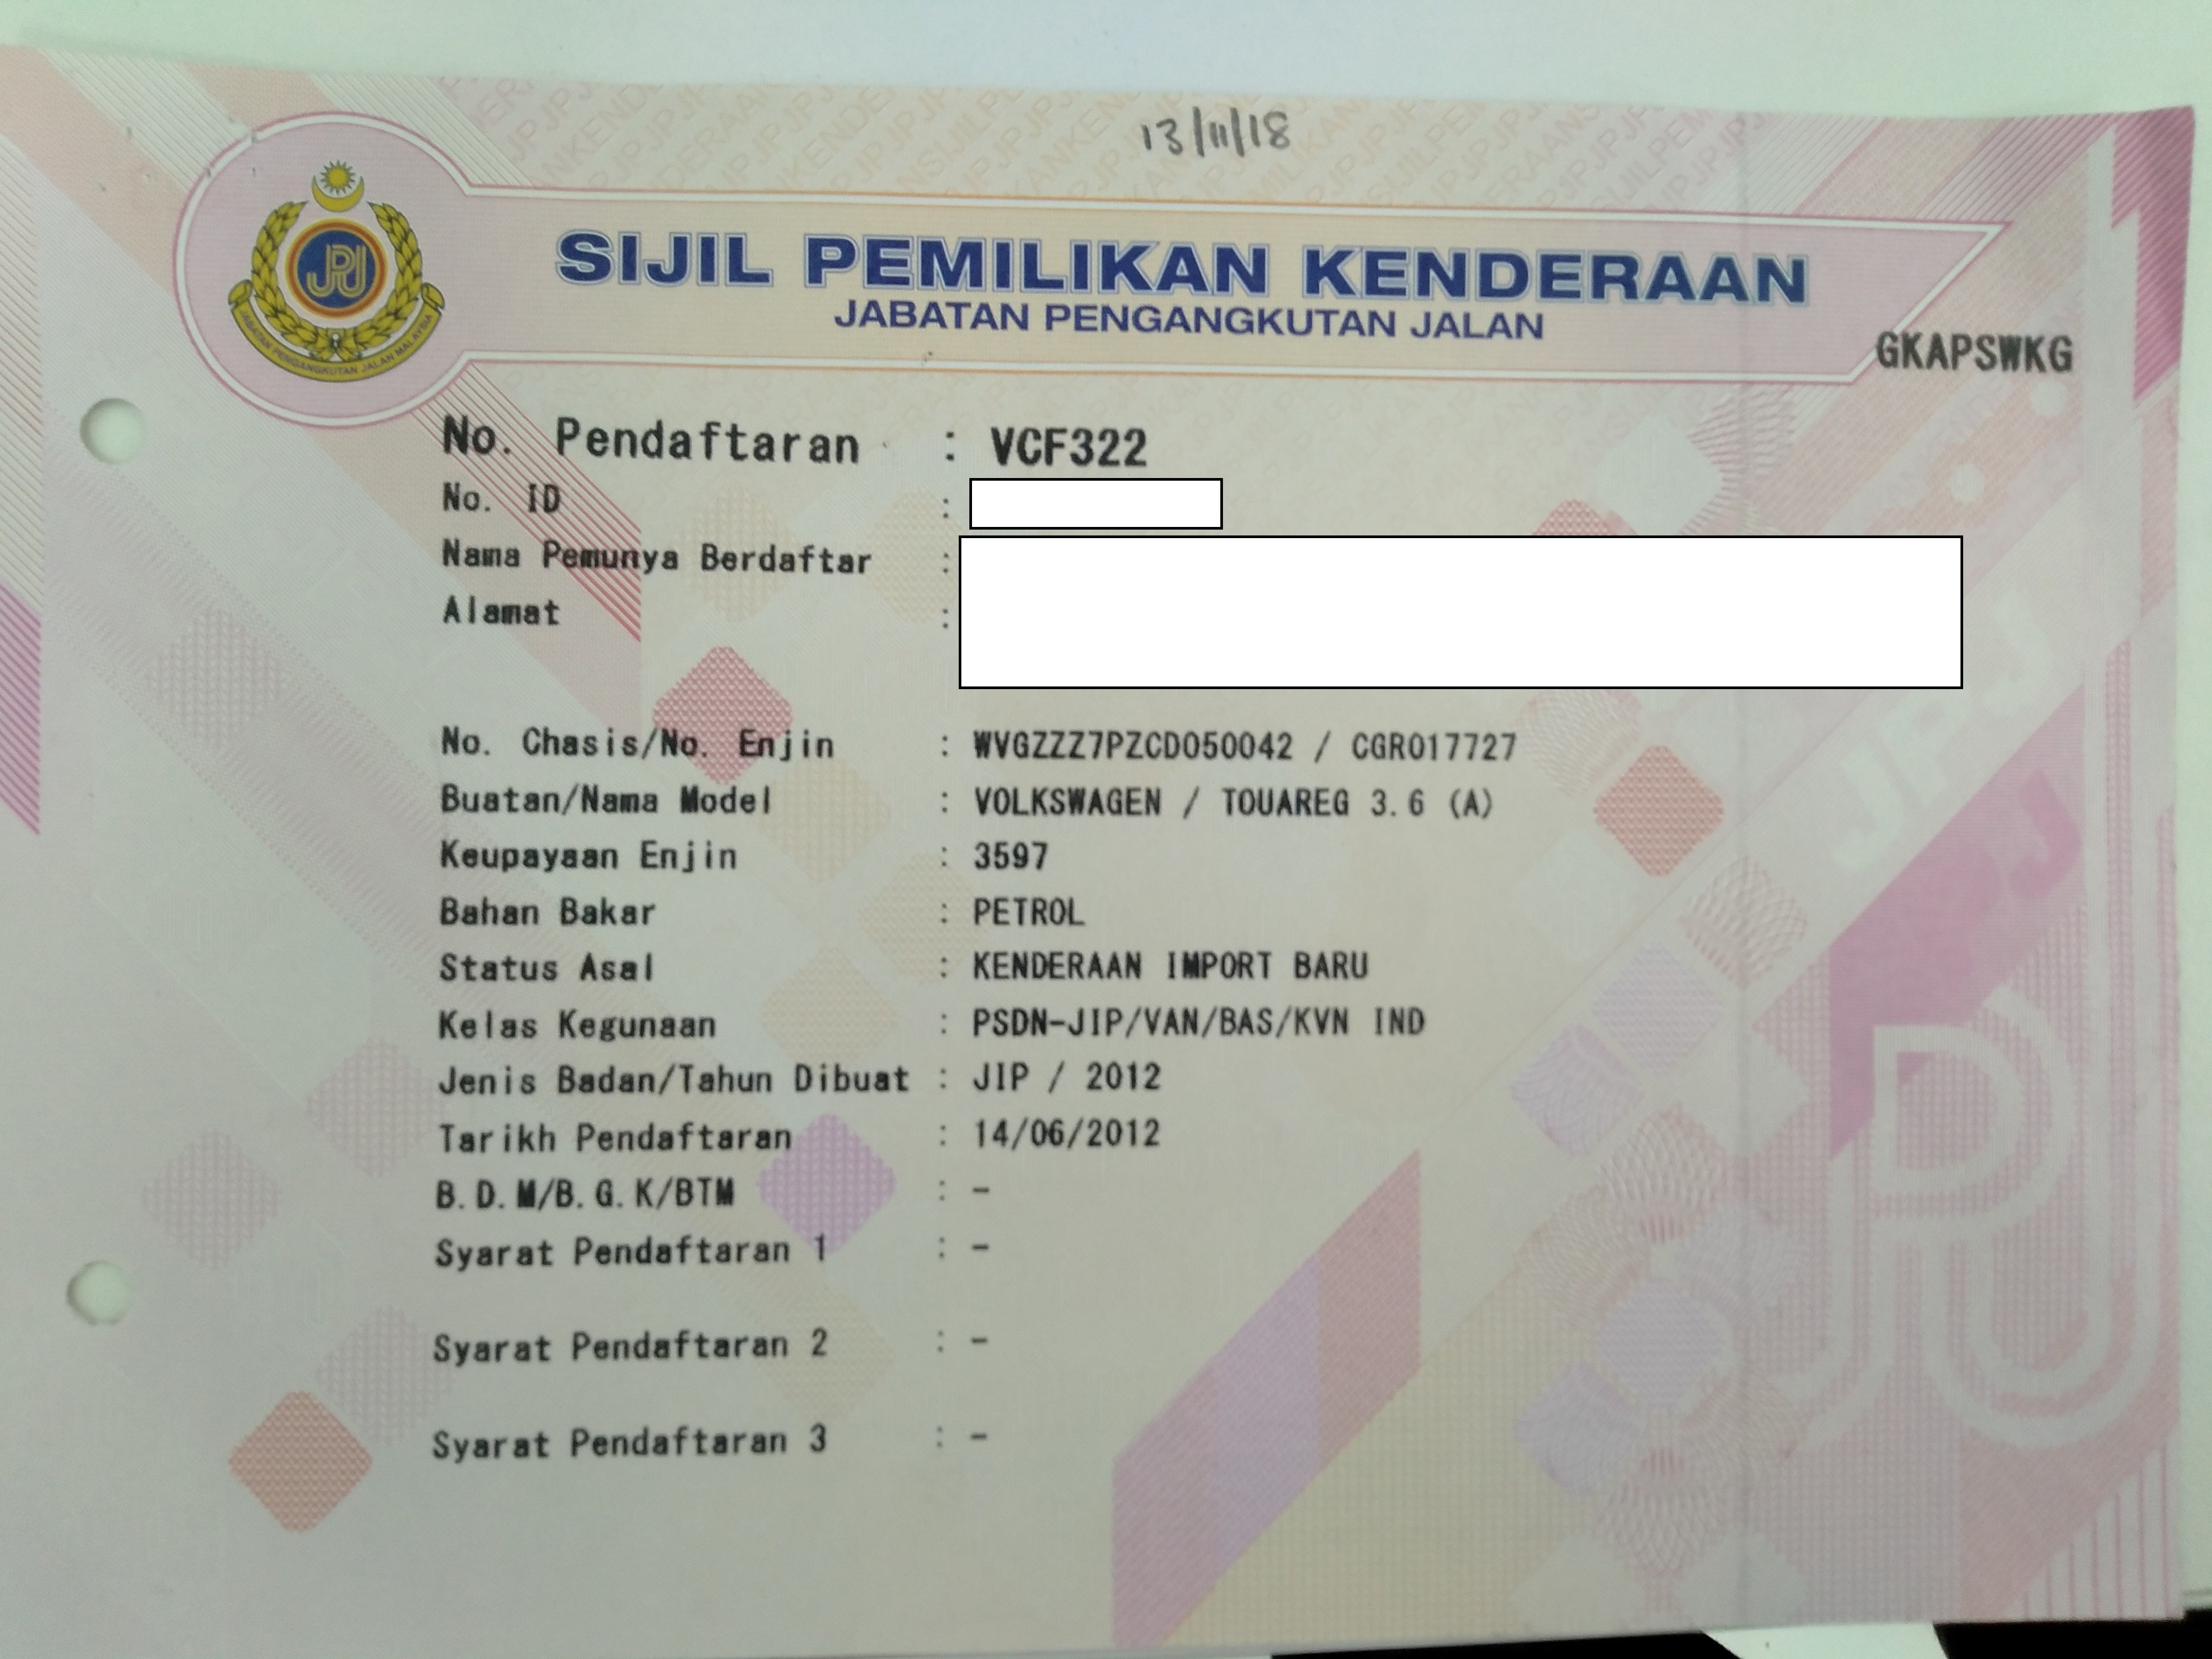 13/11/18
SIJIL PEMILIKAN KENDERAAN
JABATAN PENGANGKUTAN JALAN
JPJ
JABATAN PENGANGKUTAN JALAN MALAYSIA
GKAPSWKG
No. Pendaftaran : VCF322
No. ID :
Nama Pemunya Berdaftar :
Alamat :
No. Chasis/No. Enjin : WVGZZZ7PZCD050042 / CGR017727
Buatan/Nama Model : VOLKSWAGEN / TOUAREG 3.6 (A)
Keupayaan Enjin : 3597
Bahan Bakar : PETROL
Status Asal : KENDERAAN IMPORT BARU
Kelas Kegunaan : PSDN-JIP/VAN/BAS/KVN IND
Jenis Badan/Tahun Dibuat : JIP / 2012
Tarikh Pendaftaran : 14/06/2012
B.D.M/B.G.K/BTM : -
Syarat Pendaftaran 1 : -
Syarat Pendaftaran 2 : -
Syarat Pendaftaran 3 : -